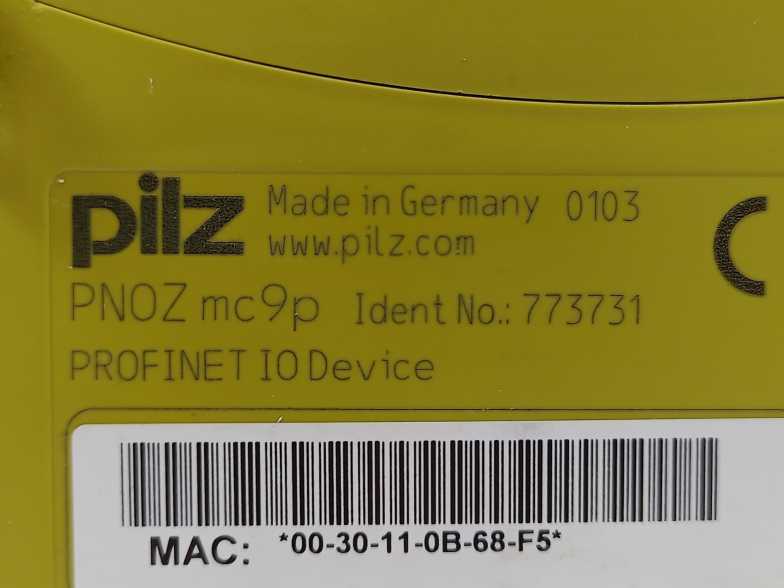 pilz Made in Germany 0103
www.pilz.com
PNOZ mc9p Ident No.: 773731
PROFINET IO Device
MAC: *00-30-11-0B-68-F5*